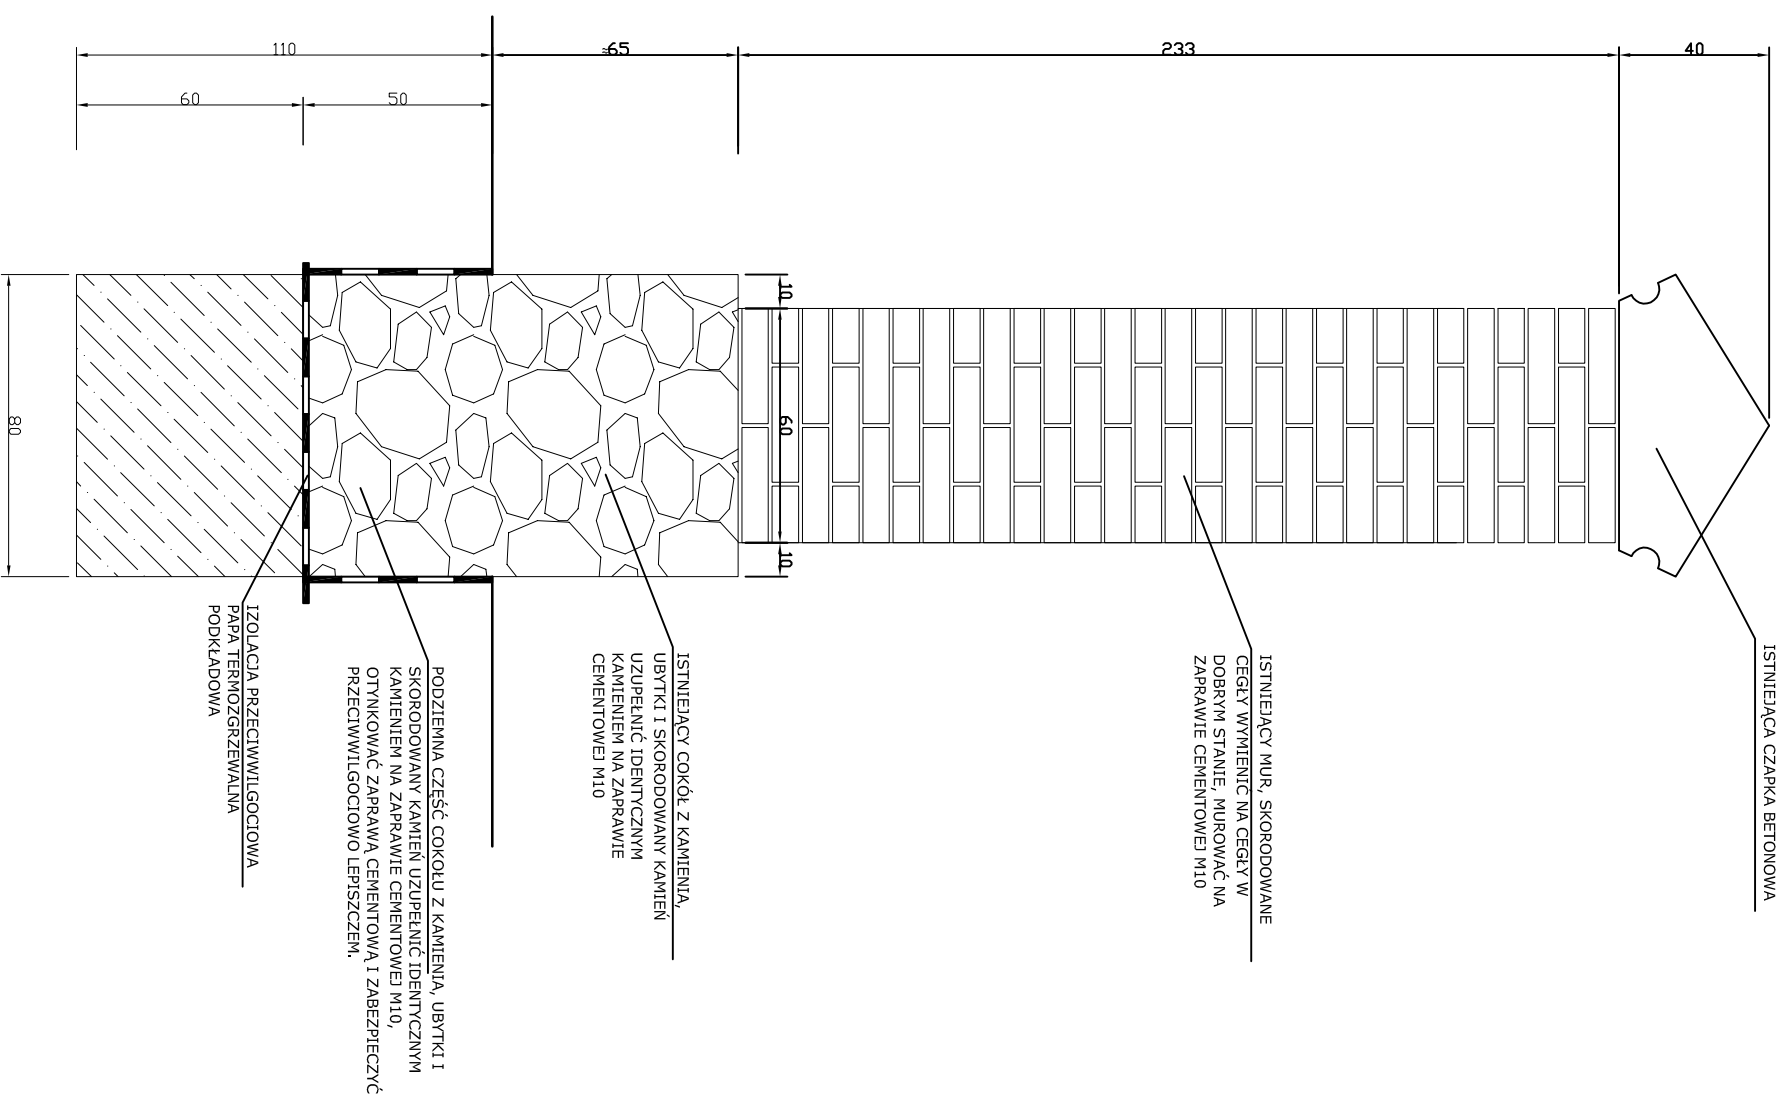 ISTNIEJĄCA CZAPKA BETONOWA
ISTNIEJĄCY MUR, SKORODOWANE
CEGŁY WYMIENIĆ NA CEGŁY W
DOBRYM STANIE, MUROWAĆ NA
ZAPRAWIE CEMENTOWEJ M10
ISTNIEJĄCY COKÓŁ Z KAMIENIA,
UBYTKI I SKORODOWANY KAMIEŃ
UZUPEŁNIĆ IDENTYCZNYM
KAMIENIEM NA ZAPRAWIE
CEMENTOWEJ M10
PODZIEMNA CZĘŚĆ COKOŁU Z KAMIENIA, UBYTKI I
SKORODOWANY KAMIEŃ UZUPEŁNIĆ IDENTYCZNYM
KAMIENIEM NA ZAPRAWIE CEMENTOWEJ M10,
OTYNKOWAĆ ZAPRAWĄ CEMENTOWĄ I ZABEZPIECZYĆ
PRZECIWWILGOCIOWO LEPISZCZEM.
IZOLACJA PRZECIWWILGOCIOWA
PAPA TERMOZGRZEWALNA
PODKŁADOWA
40
233
≈65
110
50
60
10
60
10
80